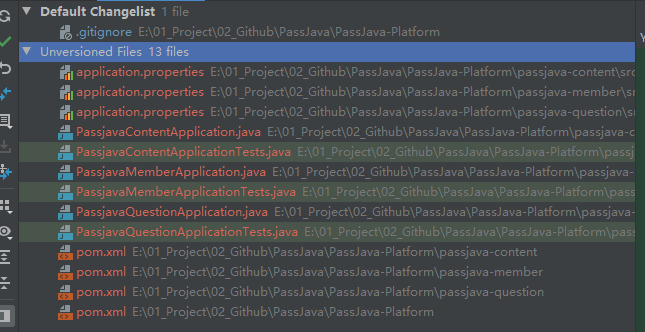 Default Changelist 1 file
.gitignore E:\01_Project\02_Github\PassJava\PassJava-Platform
Unversioned Files 13 files
application.properties E:\01_Project\02_Github\PassJava\PassJava-Platform\passjava-content\src
application.properties E:\01_Project\02_Github\PassJava\PassJava-Platform\passjava-member\sr
application.properties E:\01_Project\02_Github\PassJava\PassJava-Platform\passjava-question\s
PassjavaContentApplication.java E:\01_Project\02_Github\PassJava\PassJava-Platform\passjava-c
PassjavaContentApplicationTests.java E:\01_Project\02_Github\PassJava\PassJava-Platform\passj
PassjavaMemberApplication.java E:\01_Project\02_Github\PassJava\PassJava-Platform\passjava-
PassjavaMemberApplicationTests.java E:\01_Project\02_Github\PassJava\PassJava-Platform\pass
PassjavaQuestionApplication.java E:\01_Project\02_Github\PassJava\PassJava-Platform\passjava-
PassjavaQuestionApplicationTests.java E:\01_Project\02_Github\PassJava\PassJava-Platform\pass
pom.xml E:\01_Project\02_Github\PassJava\PassJava-Platform\passjava-content
pom.xml E:\01_Project\02_Github\PassJava\PassJava-Platform\passjava-member
pom.xml E:\01_Project\02_Github\PassJava\PassJava-Platform\passjava-question
pom.xml E:\01_Project\02_Github\PassJava\PassJava-Platform